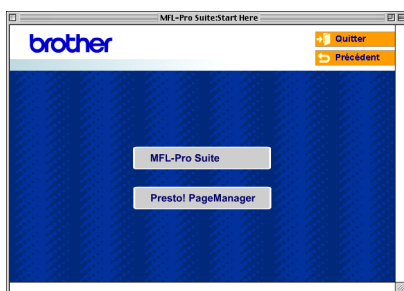 MFL-Pro Suite:Start Here
brother
Quitter
Précédent
MFL-Pro Suite
Presto! PageManager